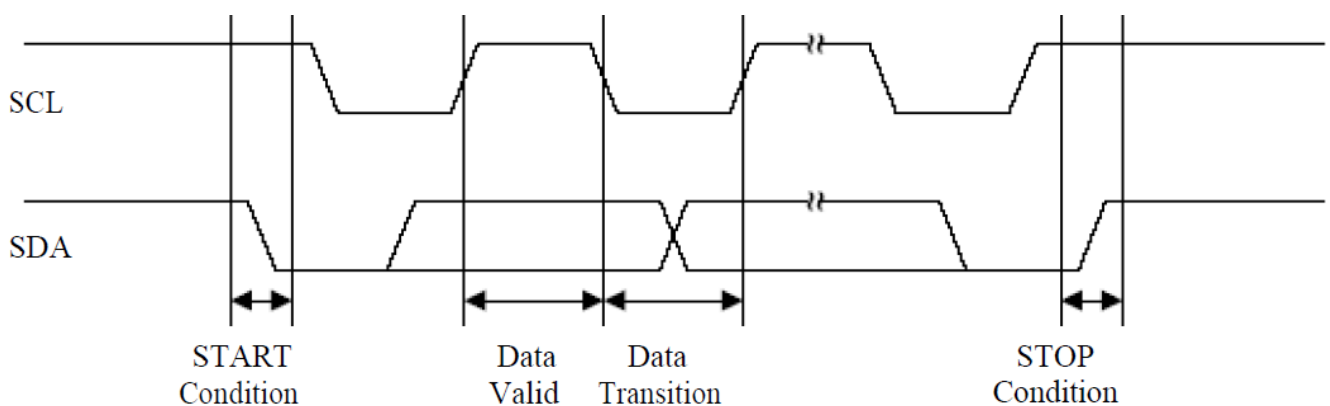 SCL
SDA
START
Condition
Data
Valid
Data
Transition
STOP
Condition